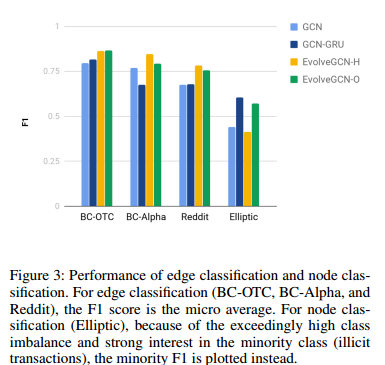 1
0.75
0.5
0.25
0
F1
BC-OTC BC-Alpha Reddit Elliptic
GCN
GCN-GRU
EvolveGCN-H
EvolveGCN-O
Figure 3: Performance of edge classification and node clas-
sification. For edge classification (BC-OTC, BC-Alpha, and
Reddit), the F1 score is the micro average. For node clas-
sification (Elliptic), because of the exceedingly high class
imbalance and strong interest in the minority class (illicit
transactions), the minority F1 is plotted instead.